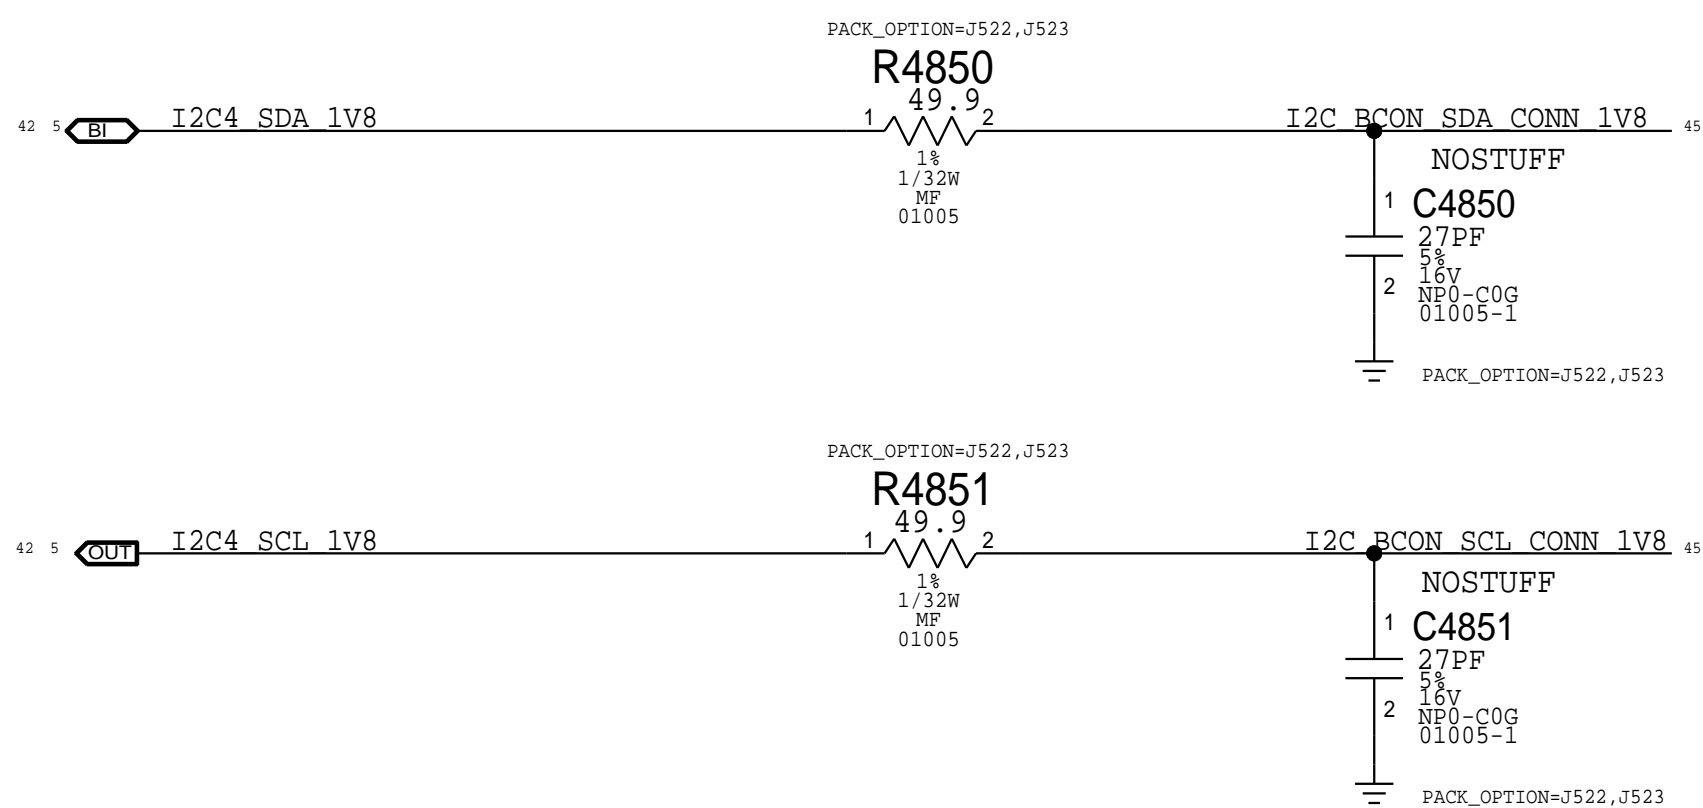 PACK_OPTION=J522,J523
R4850
49.9
42 5 BI I2C4_SDA_1V8 1 2 I2C_BCON_SDA_CONN_1V8 45
1%
1/32W
MF
01005
NOSTUFF
1 C4850
27PF
5%
16V
2 NP0-C0G
01005-1
PACK_OPTION=J522,J523
PACK_OPTION=J522,J523
R4851
49.9
42 5 OUT I2C4_SCL_1V8 1 2 I2C_BCON_SCL_CONN_1V8 45
1%
1/32W
MF
01005
NOSTUFF
1 C4851
27PF
5%
16V
2 NP0-C0G
01005-1
PACK_OPTION=J522,J523